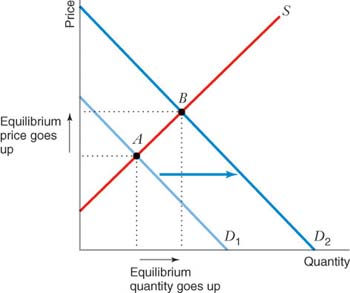 Price
S
B
Equilibrium
price goes
up
A
D1
D2
Quantity
Equilibrium
quantity goes up